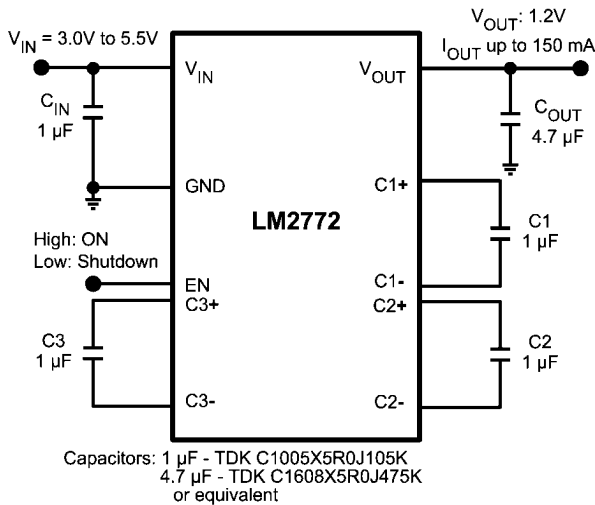 VIN = 3.0V to 5.5V
VOUT: 1.2V
IOUT up to 150 mA
VIN
VOUT
CIN
1 µF
COUT
4.7 µF
GND
C1+
LM2772
C1
1 µF
High: ON
Low: Shutdown
EN
C1-
C3+
C2+
C3
1 µF
C2
1 µF
C3-
C2-
Capacitors: 1 µF - TDK C1005X5R0J105K
4.7 µF - TDK C1608X5R0J475K
or equivalent